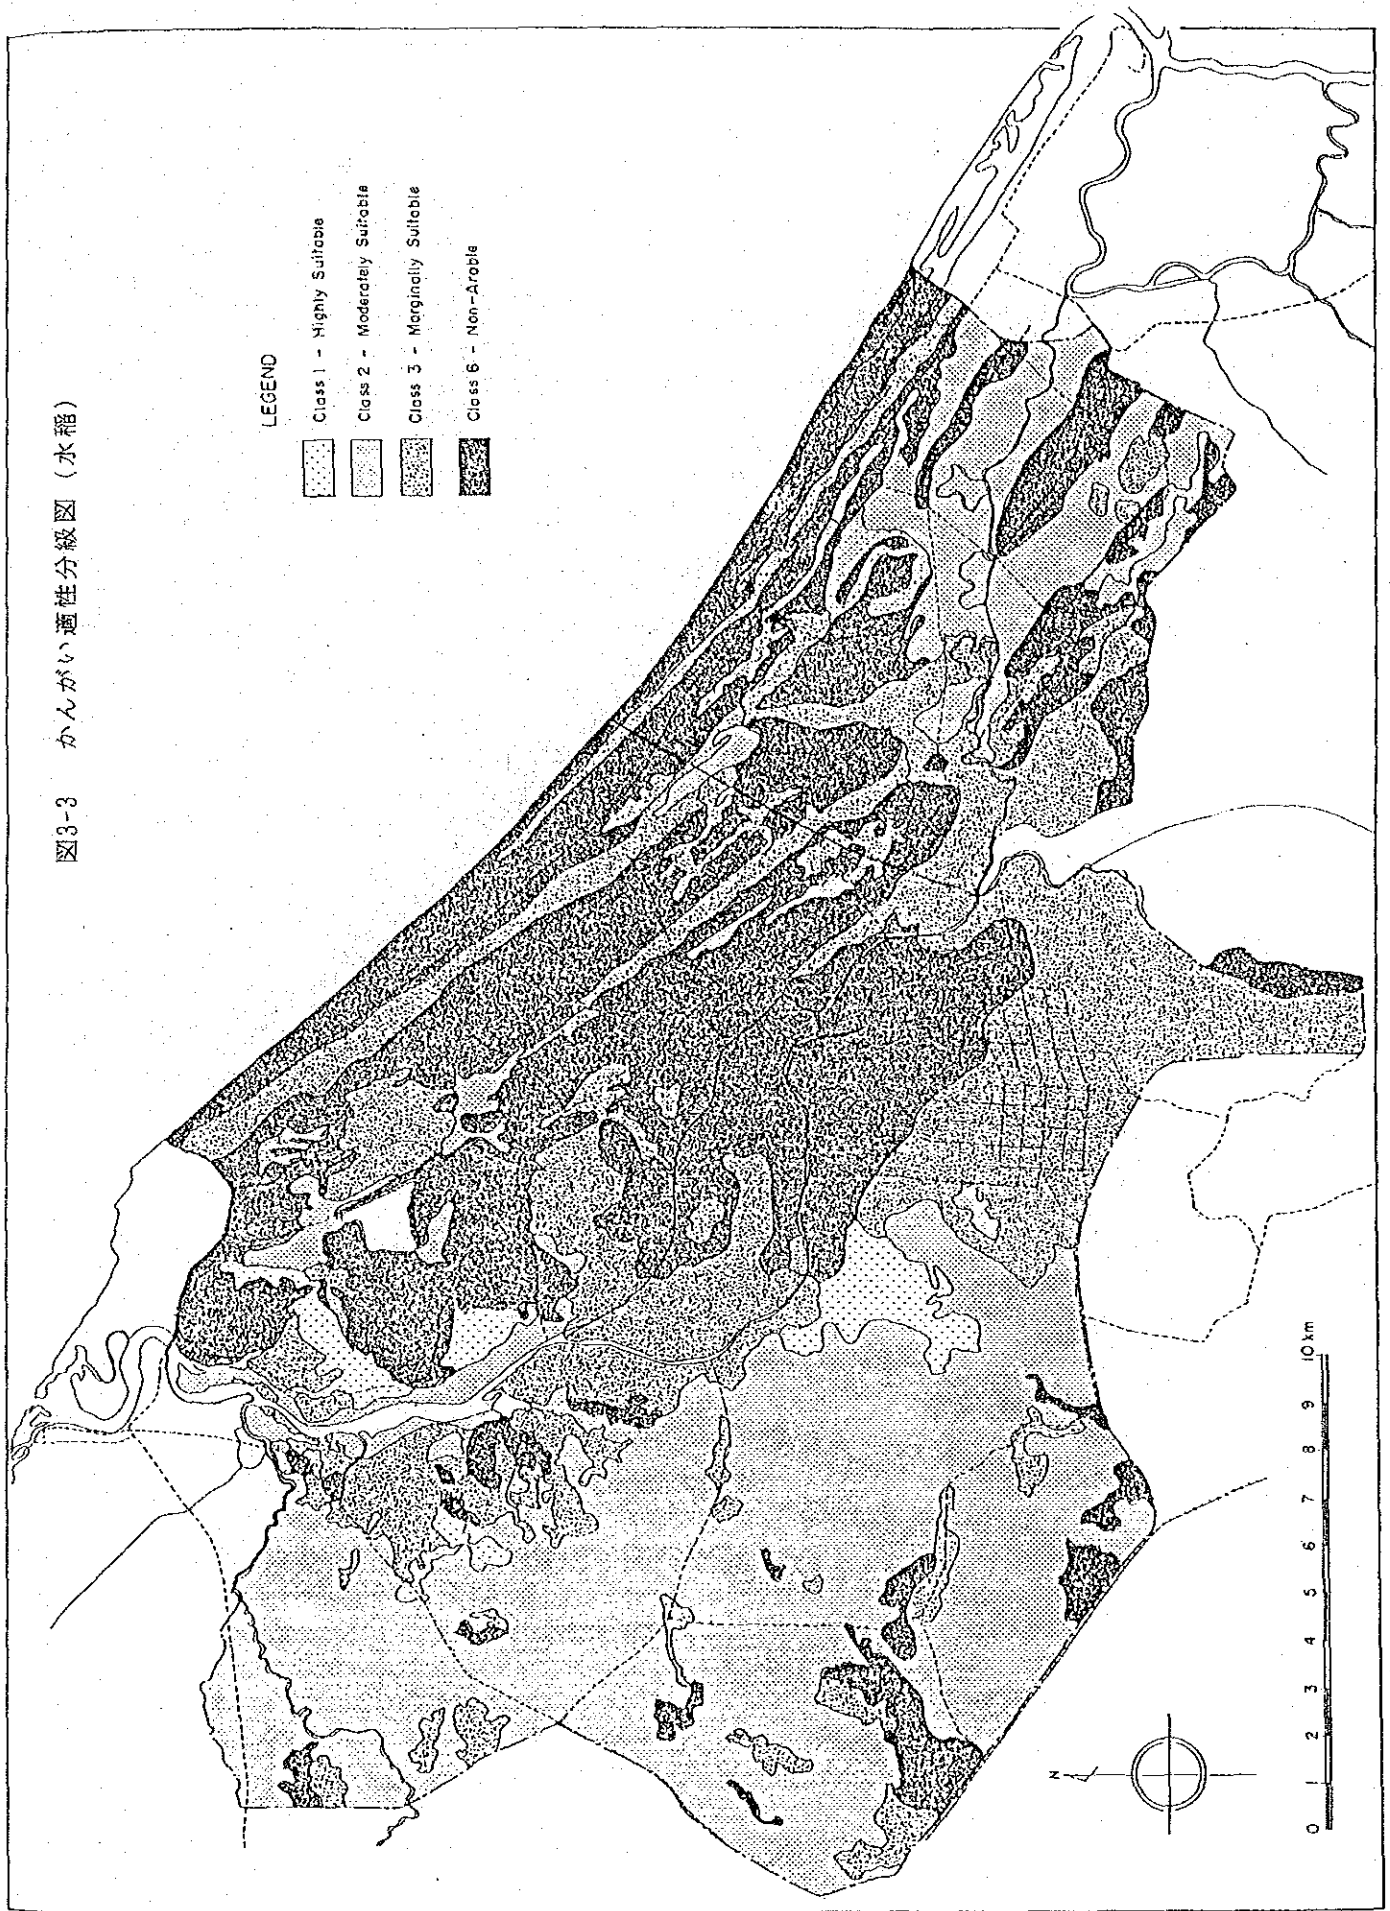 図3-3 かんがい適性分級図（水稲）
LEGEND
Class 1 - Highly Suitable
Class 2 - Moderately Suitable
Class 3 - Marginally Suitable
Class 6 - Non-Arable
N
0 1 2 3 4 5 6 7 8 9 10 km